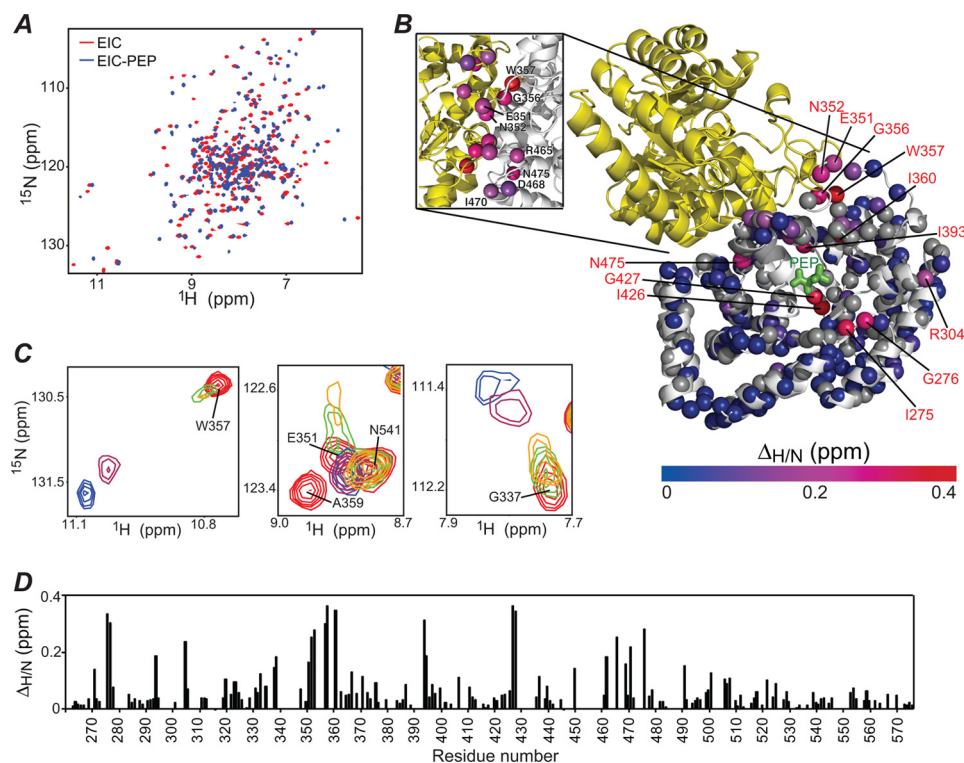 A
EIC
EIC-PEP
110
120
130
15N (ppm)
11
9
7
1H (ppm)
B
W357
G356
E351
N352
R465
N475
D468
I470
N352
E351
G356
W357
I360
I393
N475
PEP
G427
I426
R304
G276
I275
ΔH/N (ppm)
0
0.2
0.4
C
15N (ppm)
130.5
131.5
W357
11.1
10.8
1H (ppm)
122.6
123.4
E351
N541
A359
9.0
8.7
1H (ppm)
111.4
112.2
G337
7.9
7.7
1H (ppm)
D
ΔH/N (ppm)
0.4
0.2
0
270 280 290 300 310 320 330 340 350 360 370 380 390 400 410 420 430 440 450 460 470 480 490 500 510 520 530 540 550 560 570
Residue number